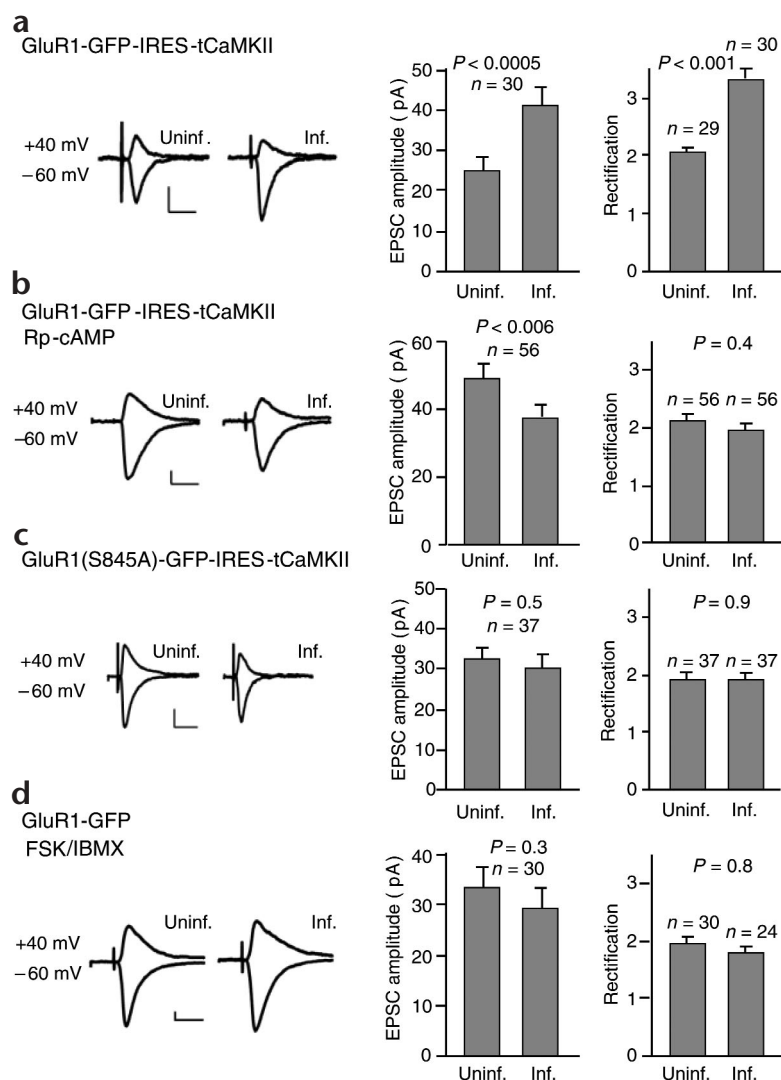 a
GluR1-GFP-IRES-tCaMKII
+40 mV
−60 mV
Uninf.
Inf.
EPSC amplitude (pA)
50
40
30
20
10
0
P < 0.0005
n = 30
Uninf.
Inf.
Rectification
3
2
1
0
P < 0.001
n = 29
n = 30
Uninf.
Inf.
b
GluR1-GFP-IRES-tCaMKII
Rp-cAMP
+40 mV
−60 mV
Uninf.
Inf.
EPSC amplitude (pA)
60
40
40
0
P < 0.006
n = 56
Uninf.
Inf.
Rectification
3
2
1
0
P = 0.4
n = 56
n = 56
Uninf.
Inf.
c
GluR1(S845A)-GFP-IRES-tCaMKII
+40 mV
−60 mV
Uninf.
Inf.
EPSC amplitude (pA)
50
40
30
20
10
0
P = 0.5
n = 37
Uninf.
Inf.
Rectification
3
2
1
0
P = 0.9
n = 37
n = 37
Uninf.
Inf.
d
GluR1-GFP
FSK/IBMX
+40 mV
−60 mV
Uninf.
Inf.
EPSC amplitude (pA)
40
30
30
10
0
P = 0.3
n = 30
Uninf.
Inf.
Rectification
3
2
1
0
P = 0.8
n = 30
n = 24
Uninf.
Inf.